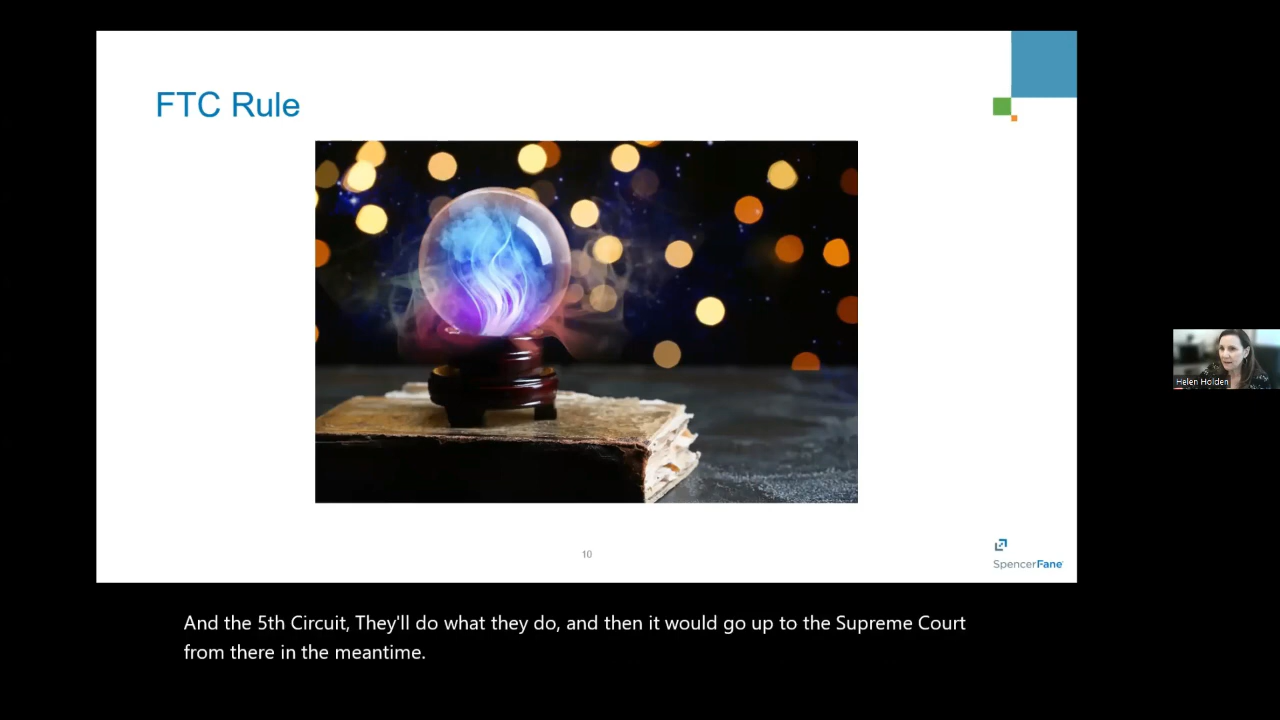 FTC Rule
Helen Holden
10
SpencerFane
And the 5th Circuit, They'll do what they do, and then it would go up to the Supreme Court
from there in the meantime.